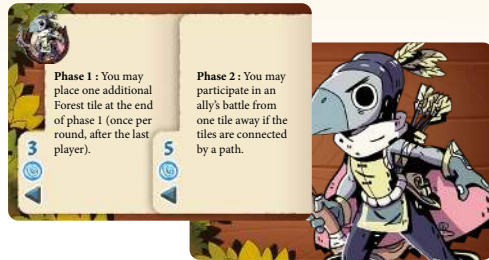 Phase 1 : You may
place one additional
Forest tile at the end
of phase 1 (once per
round, after the last
player).
3
Phase 2 : You may
participate in an
ally's battle from
one tile away if the
tiles are connected
by a path.
5